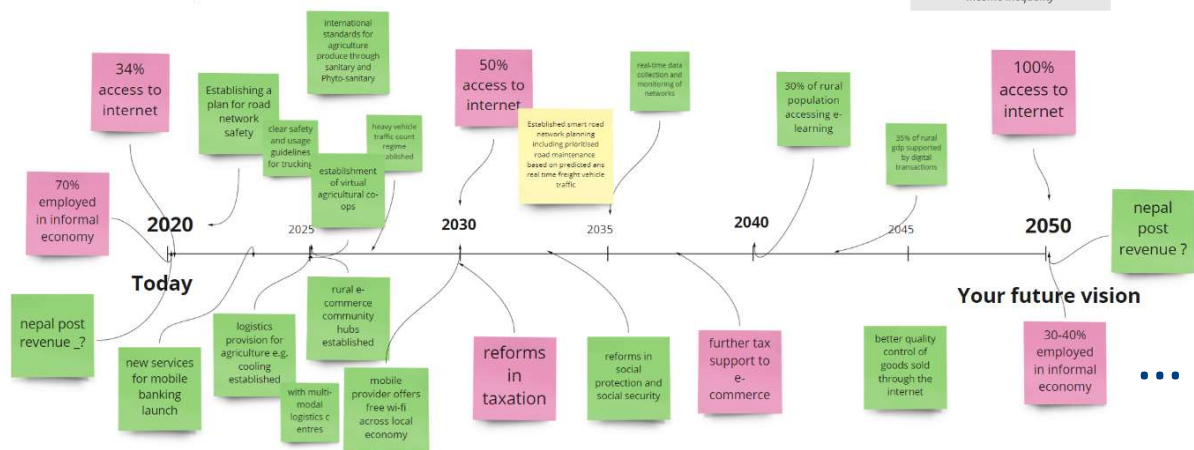 income inequality
34%
access to
internet
international
standards for
agriculture
produce through
sanitary and
Phyto-sanitary
Establishing a
plan for road
network
safety
clear safety
and usage
guidelines
for trucking
heavy vehicle
traffic count
regime
established
establishment
of virtual
agricultural co-
ops
50%
access to
internet
Established smart road
network planning
including prioritised
road maintenance
based on predicted ans
real time freight vehicle
traffic
real-time data
collection and
monitoring of
networks
30% of rural
population
accessing e-
learning
35% of rural
gdp supported
by digital
transactions
100%
access to
internet
70%
employed
in informal
economy
nepal
post
revenue ?
2020
2025
2030
2035
2040
2045
2050
Today
Your future vision
nepal post
revenue _?
new services
for mobile
banking
launch
logistics
provision for
agriculture e.g.
cooling
established
rural e-
commerce
community
hubs
established
with multi-
modal
logistics c
entres
mobile
provider offers
free wi-fi
across local
economy
reforms
in
taxation
reforms in
social
protection and
social security
further tax
support to
e-
commerce
better quality
control of
goods sold
through the
internet
30-40%
employed
in informal
economy
...